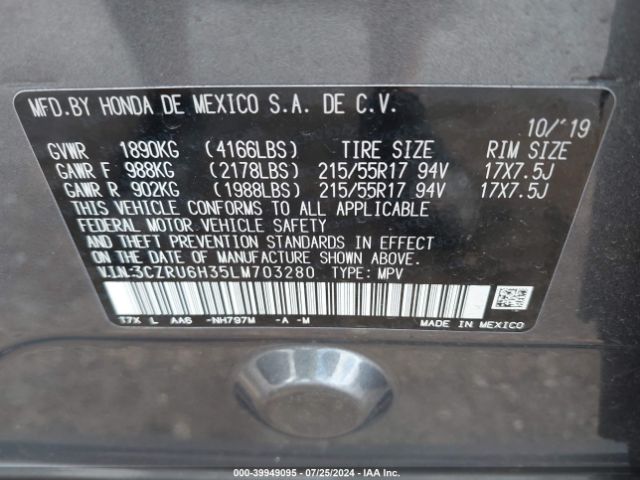 MFD.BY HONDA DE MEXICO S.A. DE C.V.
10/'19
GVWR 1890KG (4166LBS) TIRE SIZE RIM SIZE
GAWR F 988KG (2178LBS) 215/55R17 94V 17X7.5J
GAWR R 902KG (1988LBS) 215/55R17 94V 17X7.5J
THIS VEHICLE CONFORMS TO ALL APPLICABLE
FEDERAL MOTOR VEHICLE SAFETY
AND THEFT PREVENTION STANDARDS IN EFFECT
ON THE DATE OF MANUFACTURE SHOWN ABOVE.
V.I.N:3CZRU6H35LM703280 TYPE: MPV
T7X L AA6 -NH797M -A -M MADE IN MEXICO
000-39949095 - 07/25/2024 - IAA Inc.